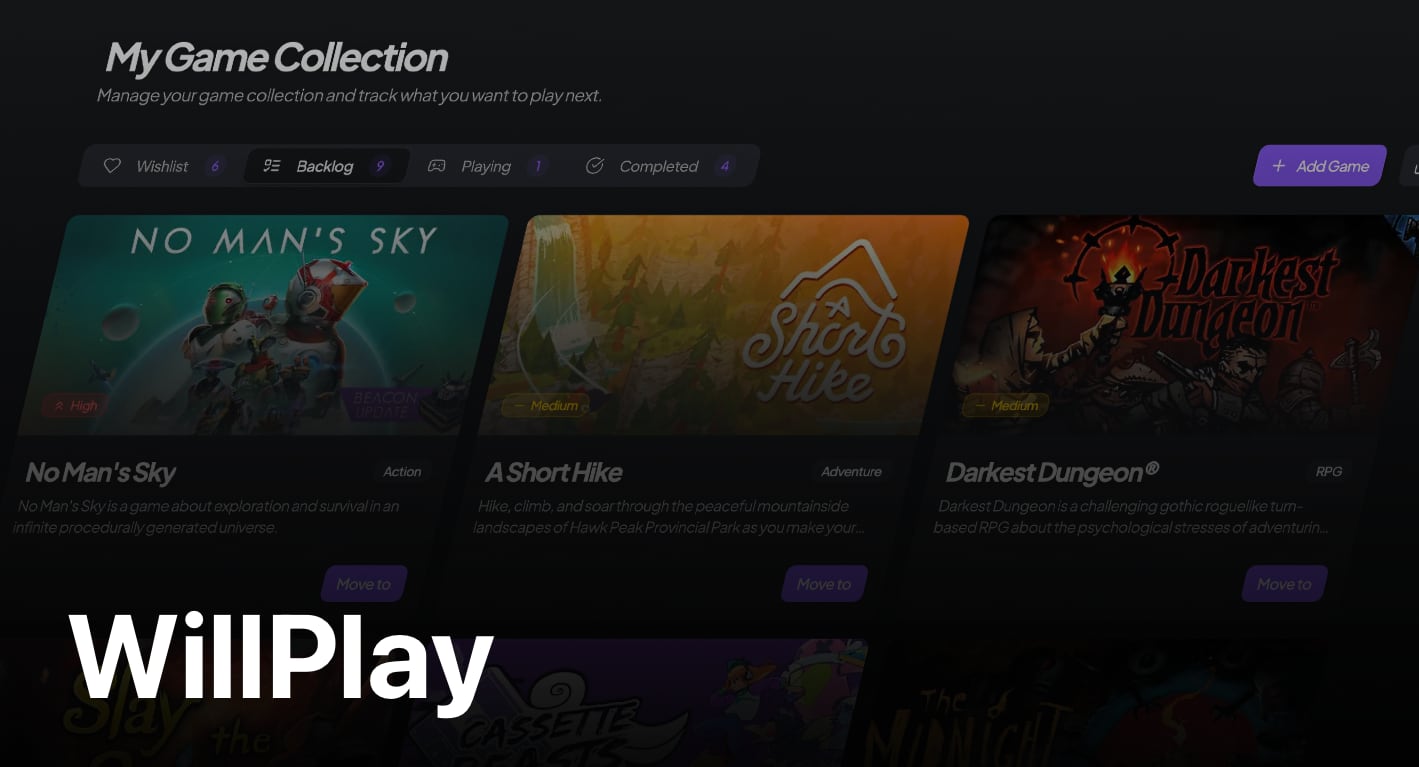 My Game Collection
Manage your game collection and track what you want to play next.
Wishlist 6 Backlog 9 Playing 1 Completed 4
+ Add Game
NO MAN'S SKY
BEACON
UPDATE
High
A
Short
Hike
Medium
Darkest
Dungeon
Medium
No Man's Sky
Action
No Man's Sky is a game about exploration and survival in an
infinite procedurally generated universe.
Move to
A Short Hike
Adventure
Hike, climb, and soar through the peaceful mountainside
landscapes of Hawk Peak Provincial Park as you make your...
Move to
Darkest Dungeon®
RPG
Darkest Dungeon is a challenging gothic roguelike turn-
based RPG about the psychological stresses of adventurin...
Move to
WillPlay
Slay
the
CASSETTE
BEASTS
The
MIDNIGHT